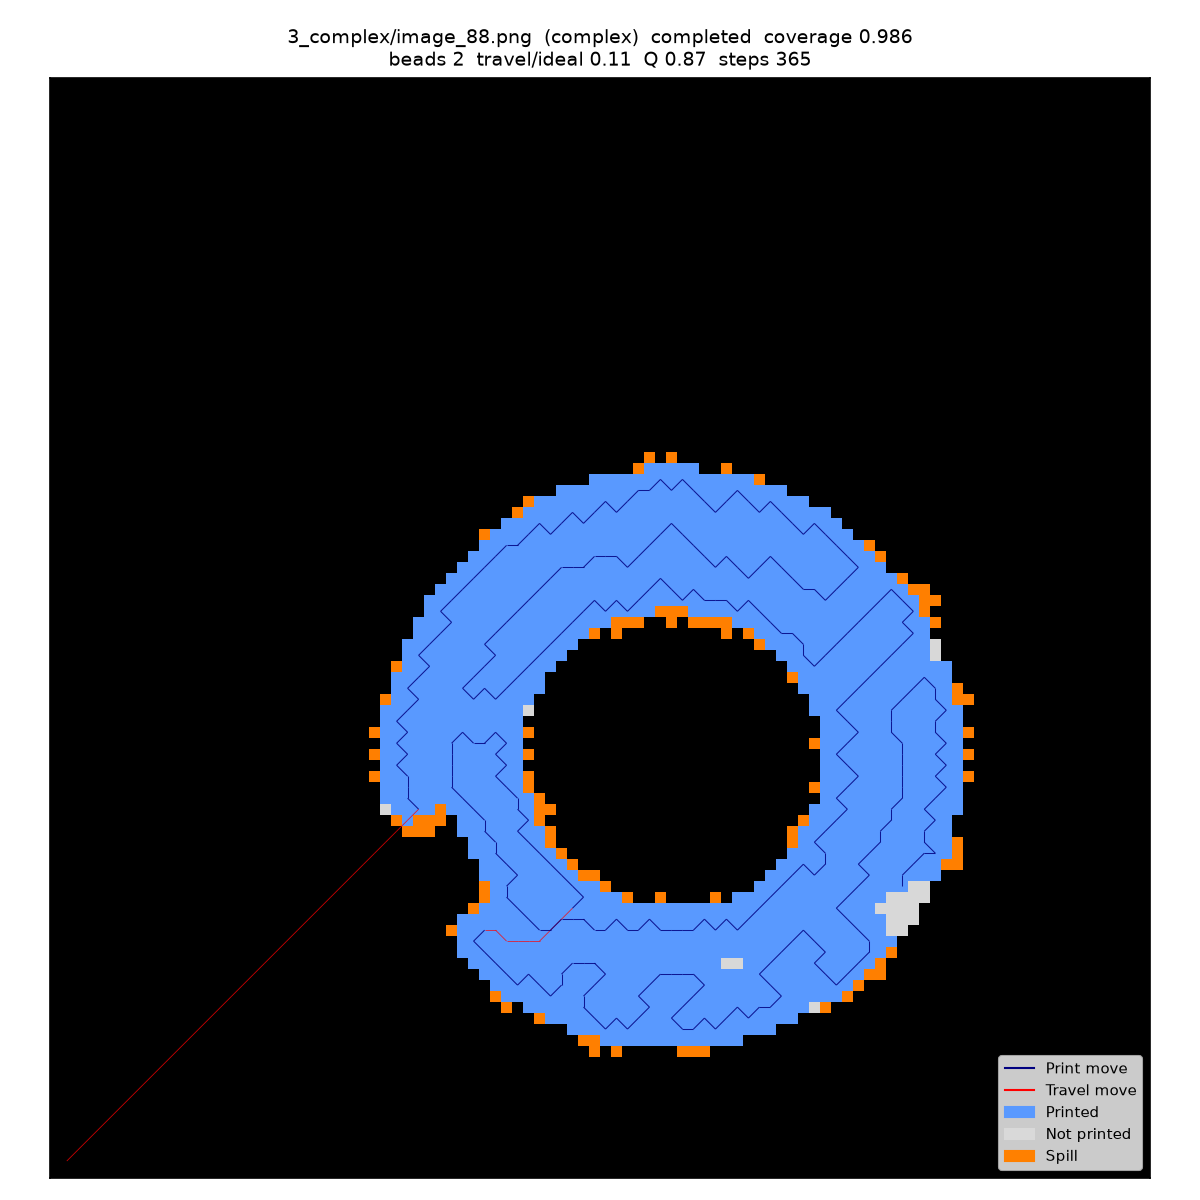 3_complex/image_88.png  (complex)  completed  coverage 0.986
beads 2  travel/ideal 0.11  Q 0.87  steps 365
Print move
Travel move
Printed
Not printed
Spill